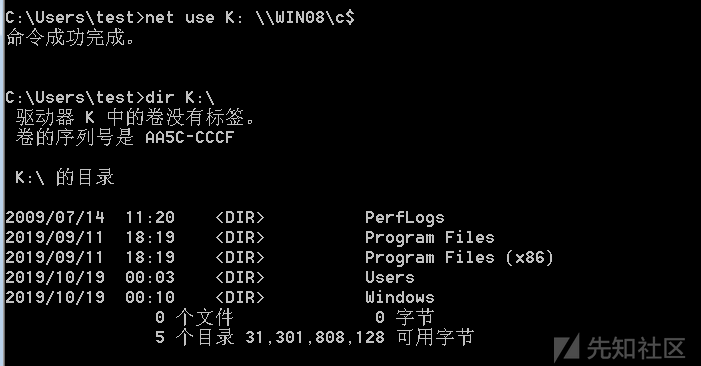 C:\Users\test>net use K: \\WIN08\c$
命令成功完成。
C:\Users\test>dir K:\
驱动器 K 中的卷没有标签。
卷的序列号是 AA5C-CCCF
K:\ 的目录
2009/07/14  11:20    <DIR>          PerfLogs
2019/09/11  18:19    <DIR>          Program Files
2019/09/11  18:19    <DIR>          Program Files (x86)
2019/10/19  00:03    <DIR>          Users
2019/10/19  00:10    <DIR>          Windows
0 个文件              0 字节
5 个目录 31,301,808,128 可用字节
先知社区